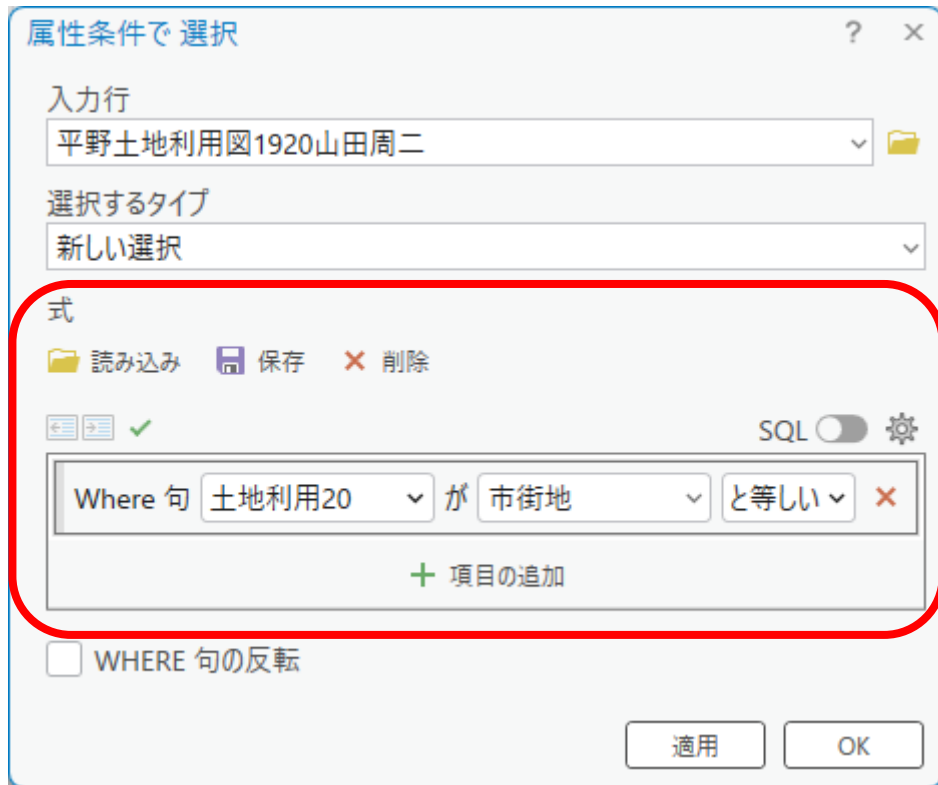 属性条件で 選択 ? ×
入力行
平野土地利用図1920山田周二
選択するタイプ
新しい選択
式
読み込み 保存 削除
SQL
Where 句 土地利用20 が 市街地 と等しい
項目の追加
WHERE 句の反転
適用 OK